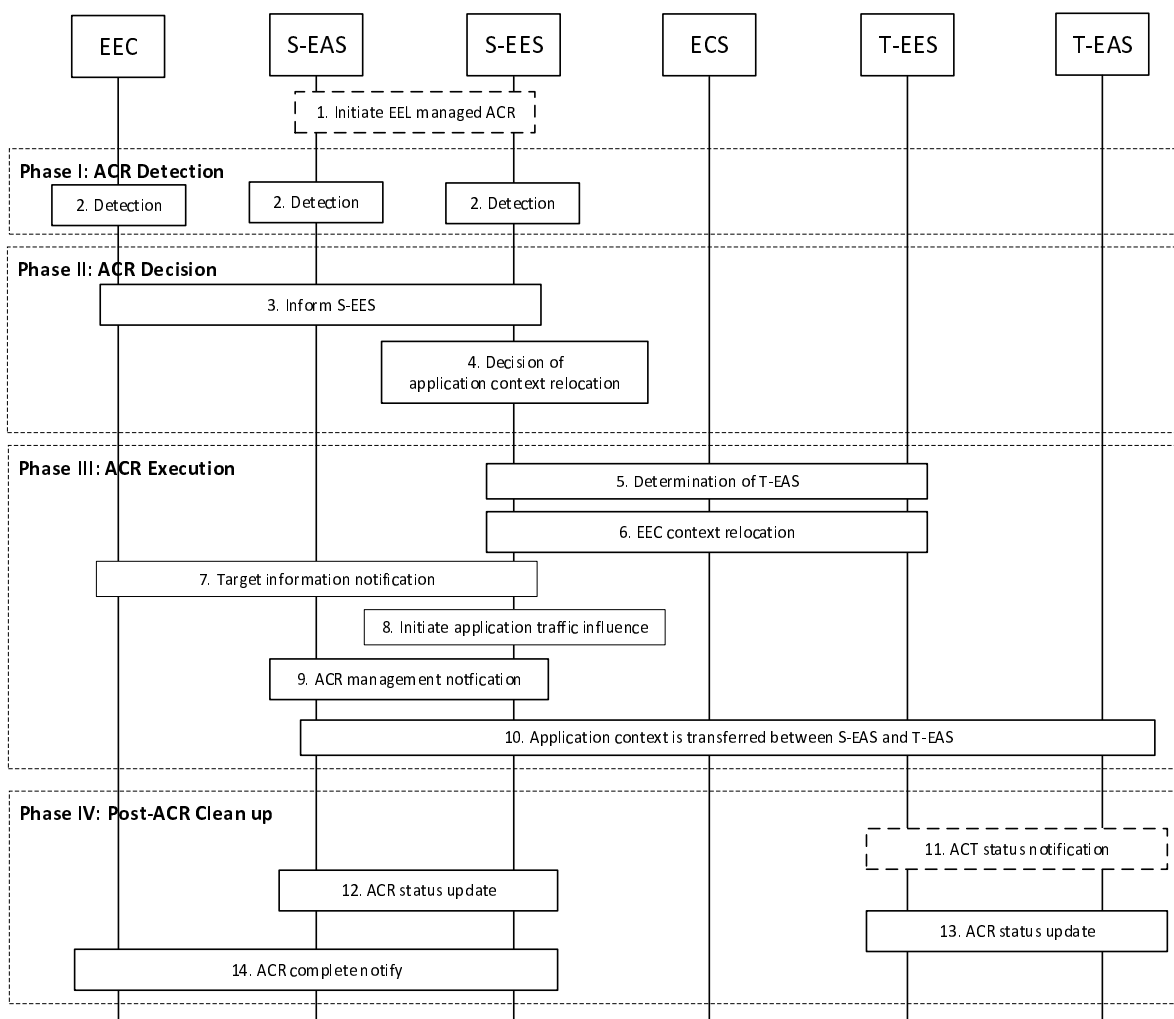 EEC
S-EAS
S-EES
ECS
T-EES
T-EAS
1. Initiate EEL managed ACR
Phase I: ACR Detection
2. Detection
2. Detection
2. Detection
Phase II: ACR Decision
3. Inform S-EES
4. Decision of
application context relocation
Phase III: ACR Execution
5. Determination of T-EAS
6. EEC context relocation
7. Target information notification
8. Initiate application traffic influence
9. ACR management notfication
10. Application context is transferred between S-EAS and T-EAS
Phase IV: Post-ACR Clean up
11. ACT status notification
12. ACR status update
13. ACR status update
14. ACR complete notify